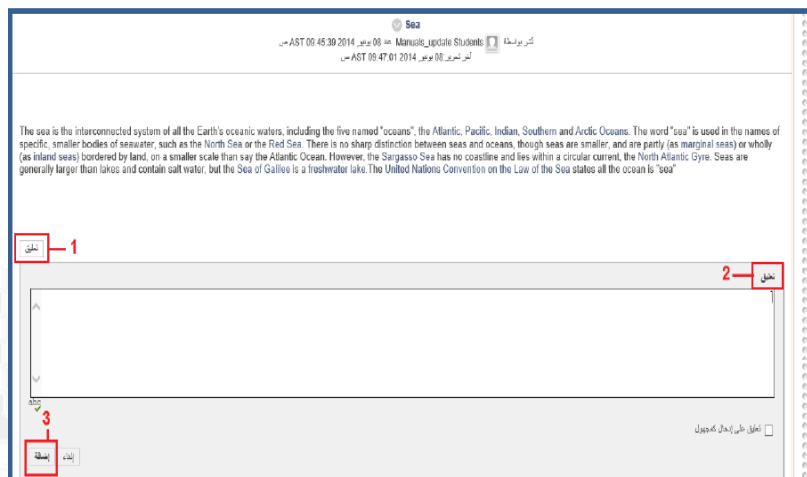 Sea
نُشر بواسطة Manuals_update Students عند 08 يونيو, 2014 09:45:39 AST ص
آخر تحرير:08 يونيو, 2014 09:47:01 AST ص
The sea is the interconnected system of all the Earth's oceanic waters, including the five named "oceans", the Atlantic, Pacific, Indian, Southern and Arctic Oceans. The word "sea" is used in the names of
specific, smaller bodies of seawater, such as the North Sea or the Red Sea. There is no sharp distinction between seas and oceans, though seas are smaller, and are partly (as marginal seas) or wholly
(as inland seas) bordered by land, on a smaller scale than say the Atlantic Ocean. However, the Sargasso Sea has no coastline and lies within a circular current, the North Atlantic Gyre. Seas are
generally larger than lakes and contain salt water, but the Sea of Galilee is a freshwater lake.The United Nations Convention on the Law of the Sea states all the ocean is "sea"
تعليق 1
2 تعليق
abc
3
تعليق على إدخال كمجهول
إلغاء إضافة